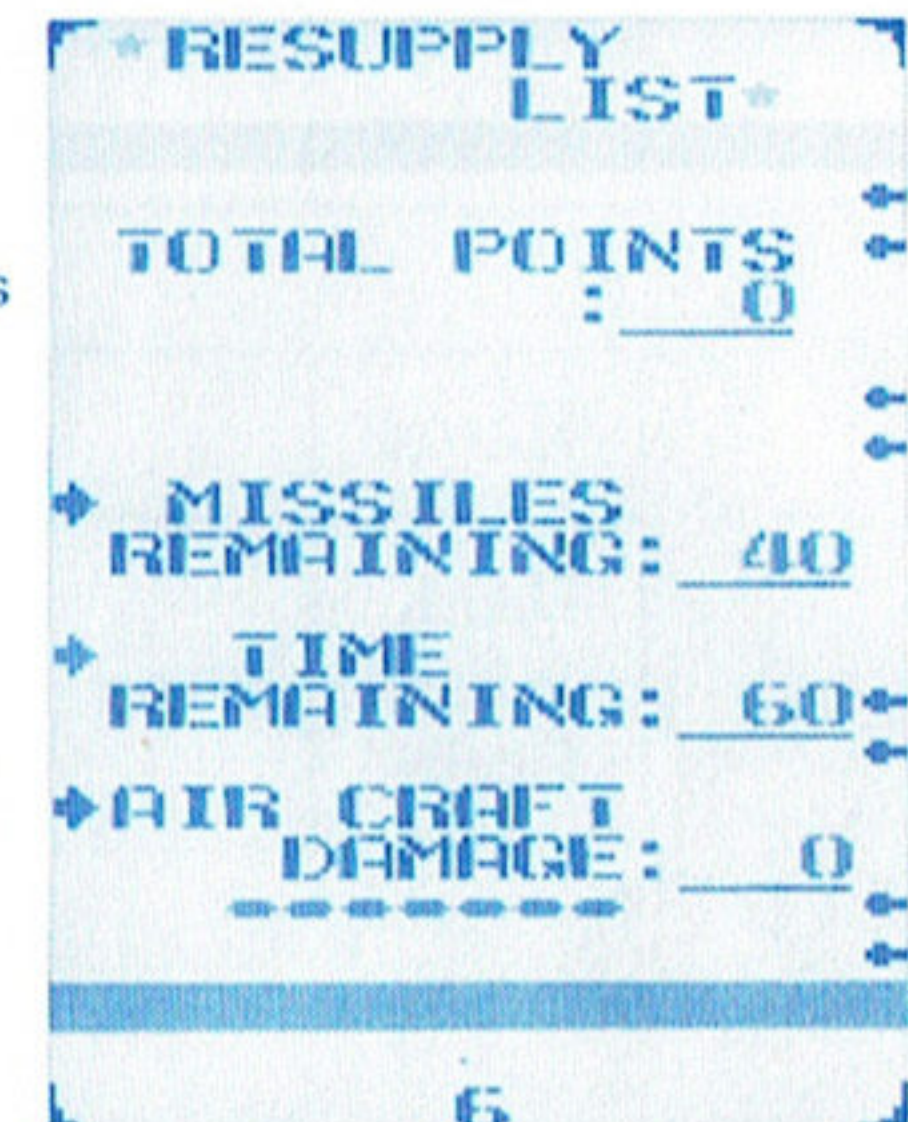 *RESUPPLY
LIST*
s
TOTAL POINTS
: 0
MISSILES
REMAINING: 40
TIME
REMAINING: 60
AIR CRAFT
DAMAGE: 0
6